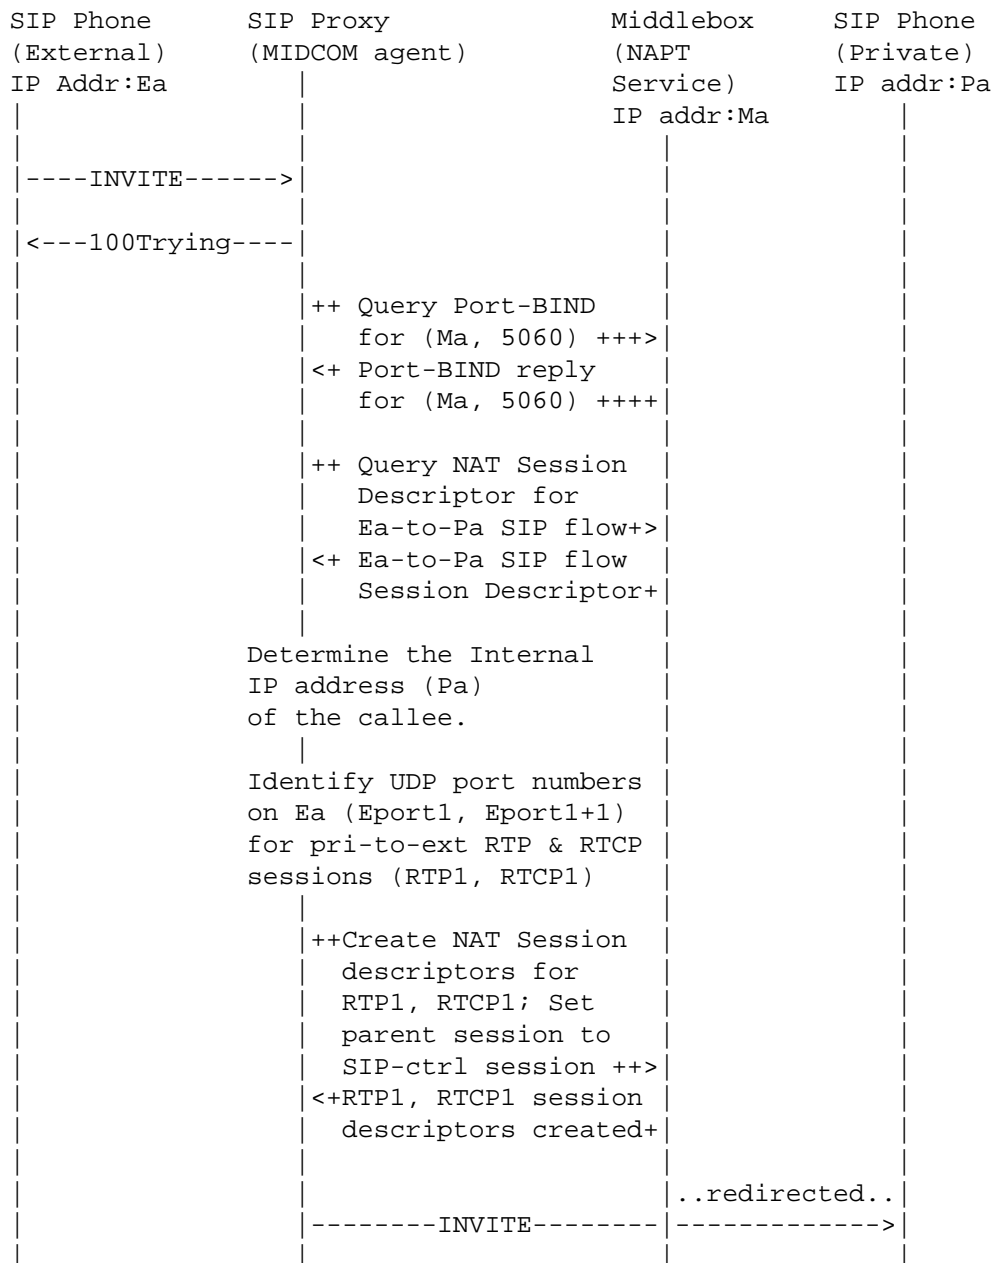 SIP Phone      SIP Proxy              Middlebox     SIP Phone
(External)     (MIDCOM agent)         (NAPT         (Private)
IP Addr:Ea        |                   Service)      IP addr:Pa
|                 |                   IP addr:Ma        |
|                 |                      |              |
|----INVITE------>|                      |              |
|                 |                      |              |
|<---100Trying----|                      |              |
|                 |                      |              |
|                 |++ Query Port-BIND    |              |
|                 |   for (Ma, 5060) +++>|              |
|                 |<+ Port-BIND reply    |              |
|                 |   for (Ma, 5060) ++++|              |
|                 |                      |              |
|                 |++ Query NAT Session  |              |
|                 |   Descriptor for     |              |
|                 |   Ea-to-Pa SIP flow+>|              |
|                 |<+ Ea-to-Pa SIP flow  |              |
|                 |   Session Descriptor+|              |
|                 |                      |              |
|              Determine the Internal    |              |
|              IP address (Pa)           |              |
|              of the callee.            |              |
|                 |                      |              |
|              Identify UDP port numbers |              |
|              on Ea (Eport1, Eport1+1)  |              |
|              for pri-to-ext RTP & RTCP |              |
|              sessions (RTP1, RTCP1)    |              |
|                 |                      |              |
|                 |++Create NAT Session  |              |
|                 |  descriptors for     |              |
|                 |  RTP1, RTCP1; Set    |              |
|                 |  parent session to   |              |
|                 |  SIP-ctrl session ++>|              |
|                 |<+RTP1, RTCP1 session |              |
|                 |  descriptors created+|              |
|                 |                      |              |
|                 |                      |..redirected..|
|                 |--------INVITE--------|------------->|
|                 |                      |              |